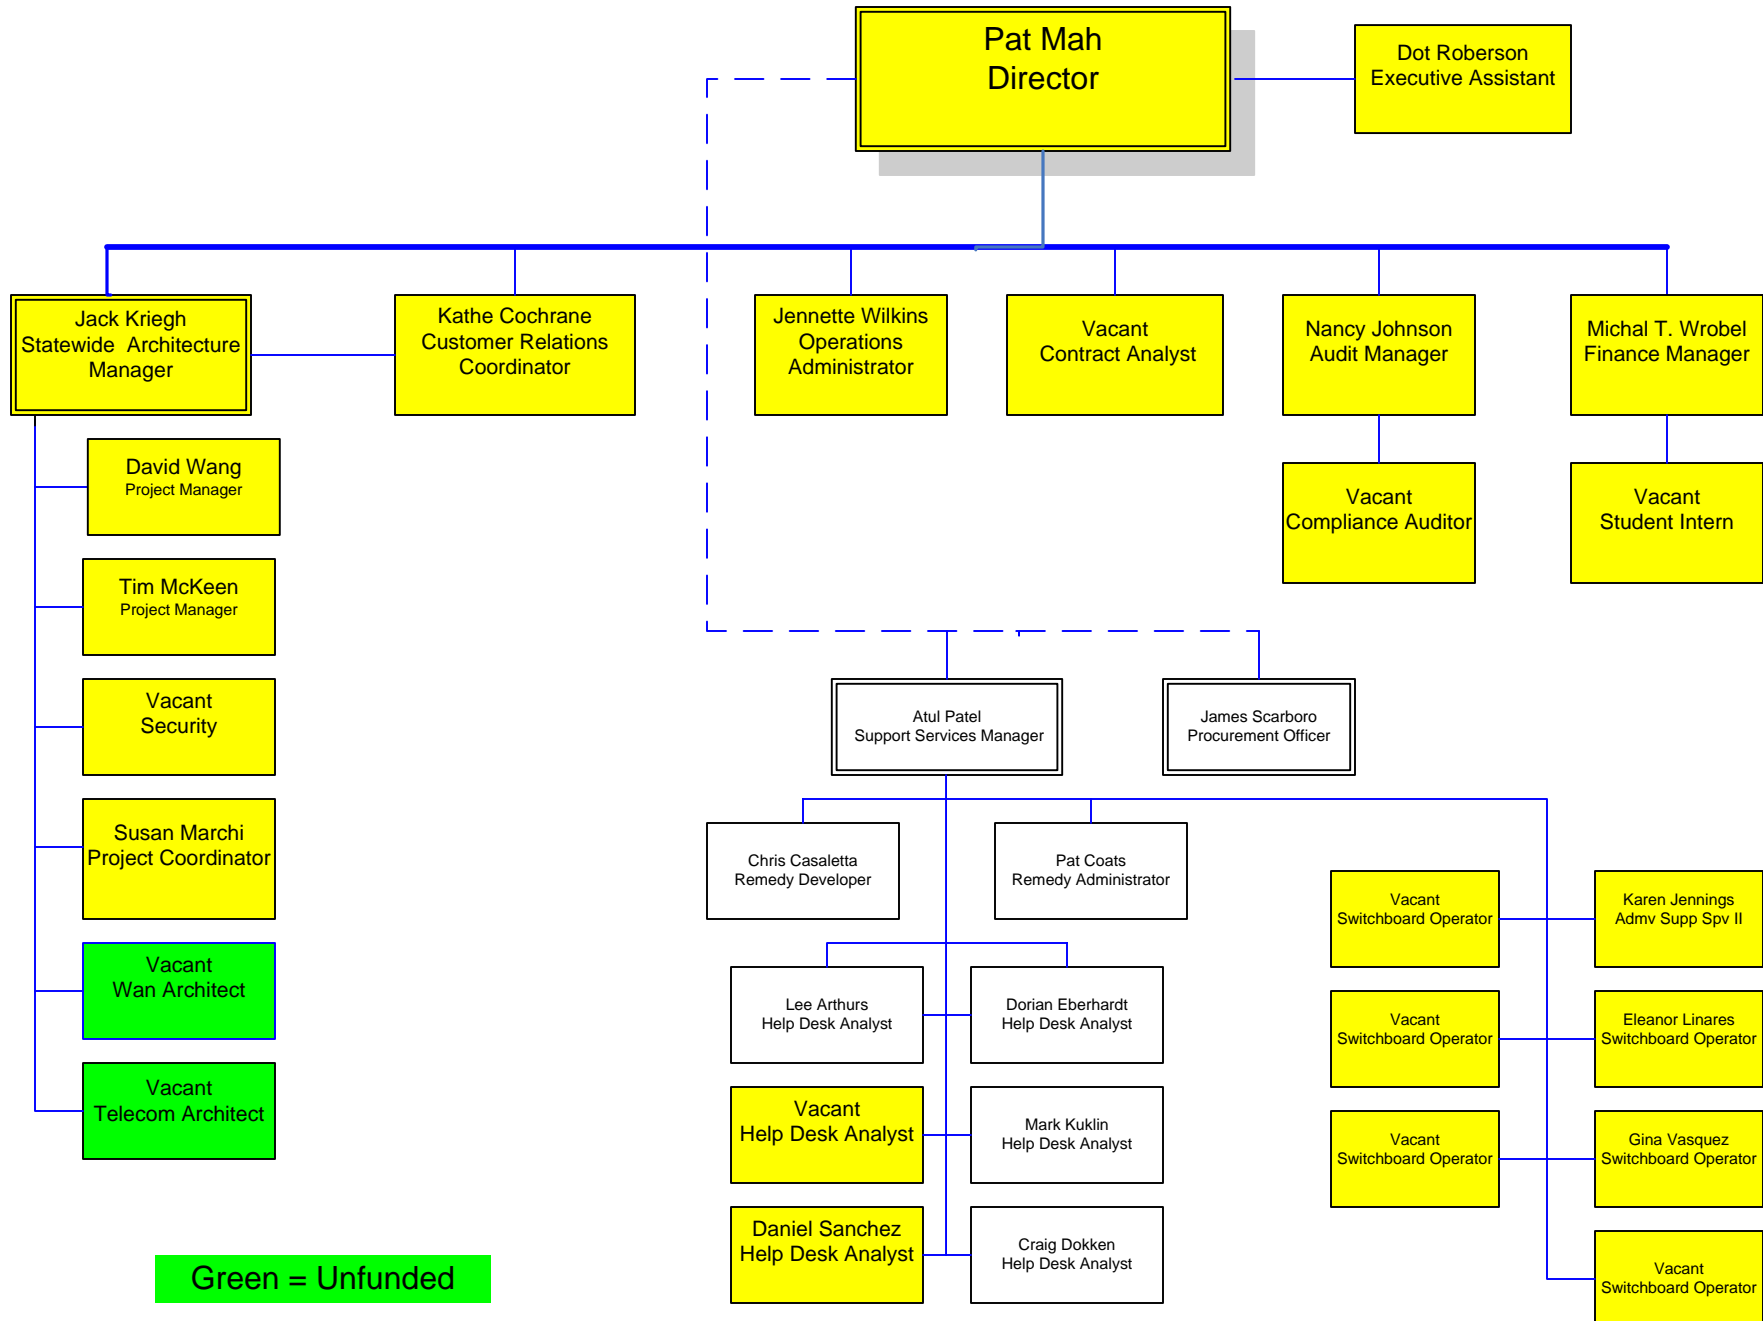 Pat Mah
Director
Dot Roberson
Executive Assistant
Jack Kriegh
Statewide Architecture
Manager
Kathe Cochrane
Customer Relations
Coordinator
Jennette Wilkins
Operations
Administrator
Vacant
Contract Analyst
Nancy Johnson
Audit Manager
Michal T. Wrobel
Finance Manager
David Wang
Project Manager
Vacant
Compliance Auditor
Vacant
Student Intern
Tim McKeen
Project Manager
Vacant
Security
Atul Patel
Support Services Manager
James Scarboro
Procurement Officer
Susan Marchi
Project Coordinator
Chris Casaletta
Remedy Developer
Pat Coats
Remedy Administrator
Vacant
Switchboard Operator
Karen Jennings
Admv Supp Spv II
Vacant
Wan Architect
Lee Arthurs
Help Desk Analyst
Dorian Eberhardt
Help Desk Analyst
Vacant
Switchboard Operator
Eleanor Linares
Switchboard Operator
Vacant
Telecom Architect
Vacant
Help Desk Analyst
Mark Kuklin
Help Desk Analyst
Vacant
Switchboard Operator
Gina Vasquez
Switchboard Operator
Daniel Sanchez
Help Desk Analyst
Craig Dokken
Help Desk Analyst
Vacant
Switchboard Operator
Green = Unfunded